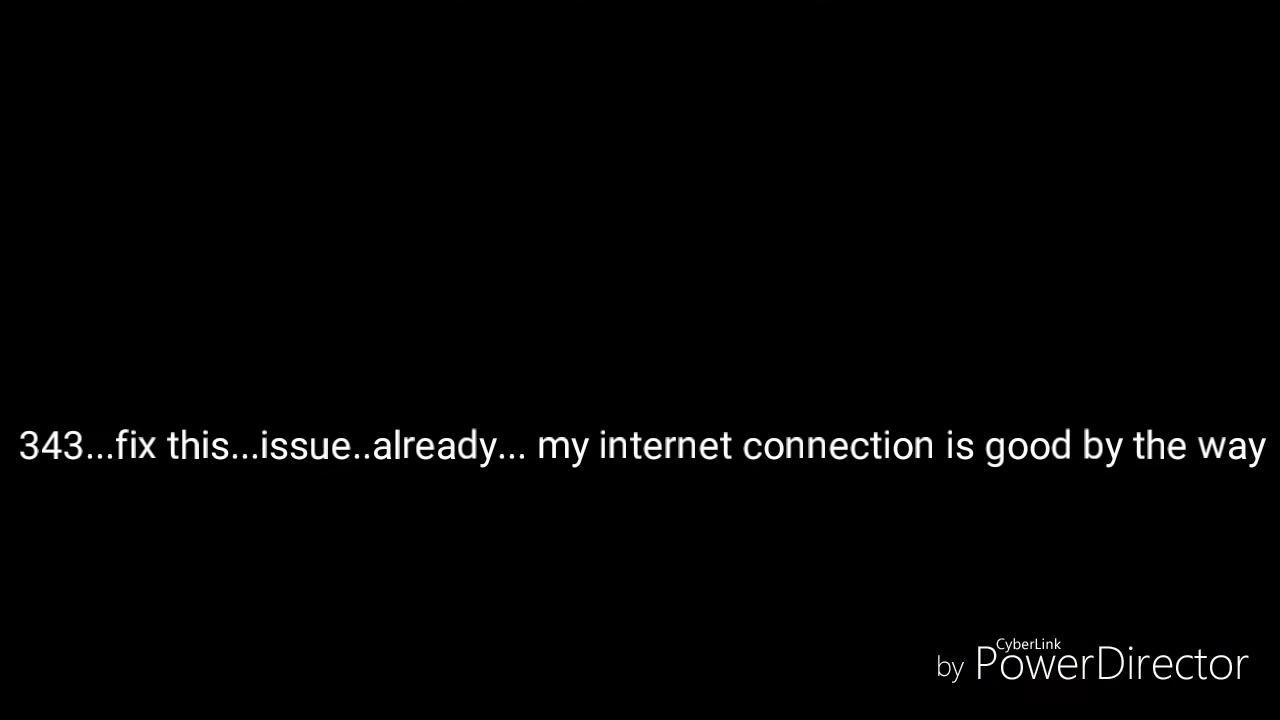 343...fix this...issue..already... my internet connection is good by the way
CyberLink
by PowerDirector